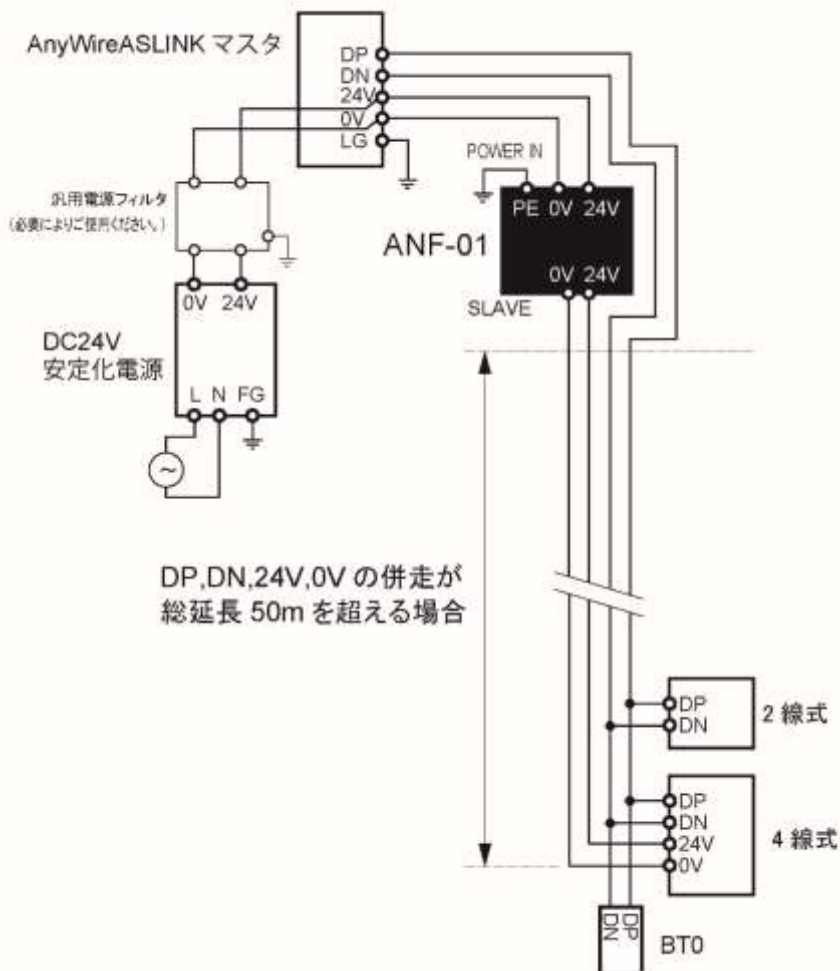 AnyWireASLINK マスタ
DP
DN
24V
0V
LG
POWER IN
PE 0V 24V
ANF-01
0V 24V
SLAVE
汎用電源フィルタ
(必要によりご使用ください。)
0V 24V
DC24V
安定化電源
L N FG
DP,DN,24V,0V の併走が
総延長 50m を超える場合
DP
DN
2 線式
DP
DN
24V
0V
4 線式
DN
DP
BT0